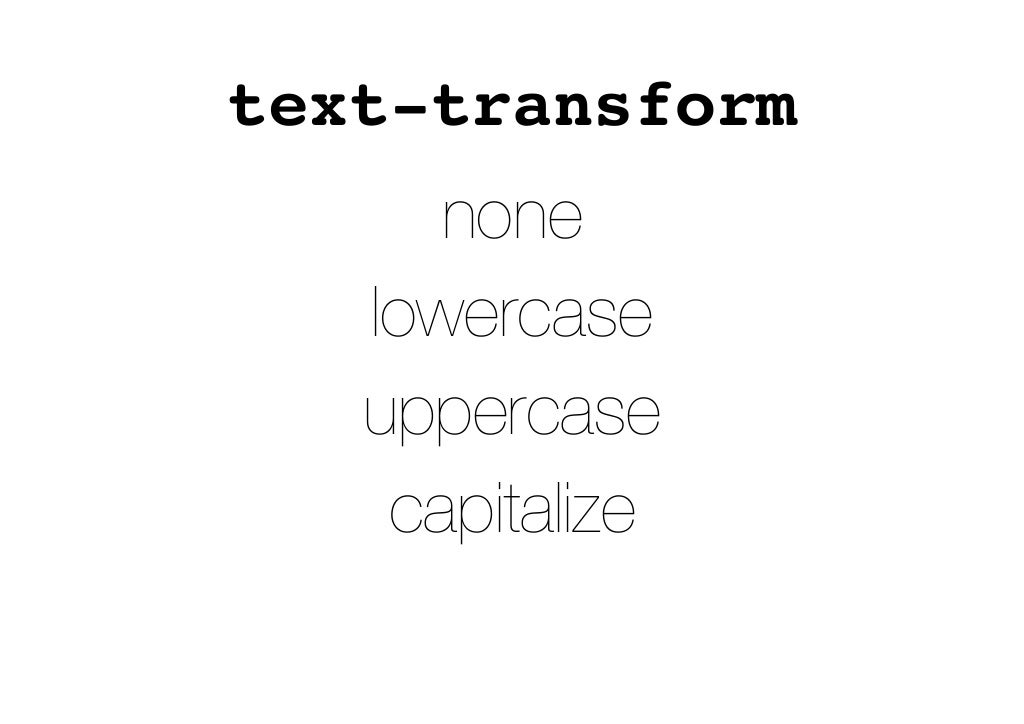 text-transform
none
lowercase
uppercase
capitalize